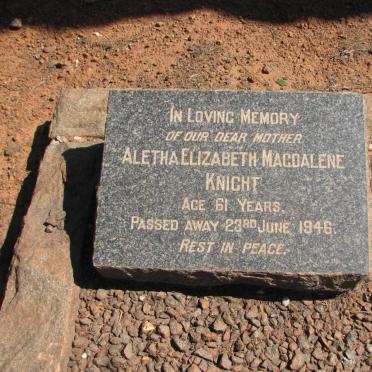 IN LOVING MEMORY
OF OUR DEAR MOTHER
ALETHA ELIZABETH MAGDALENE
KNIGHT
AGE 61 YEARS.
PASSED AWAY 23RD JUNE 1946.
REST IN PEACE.